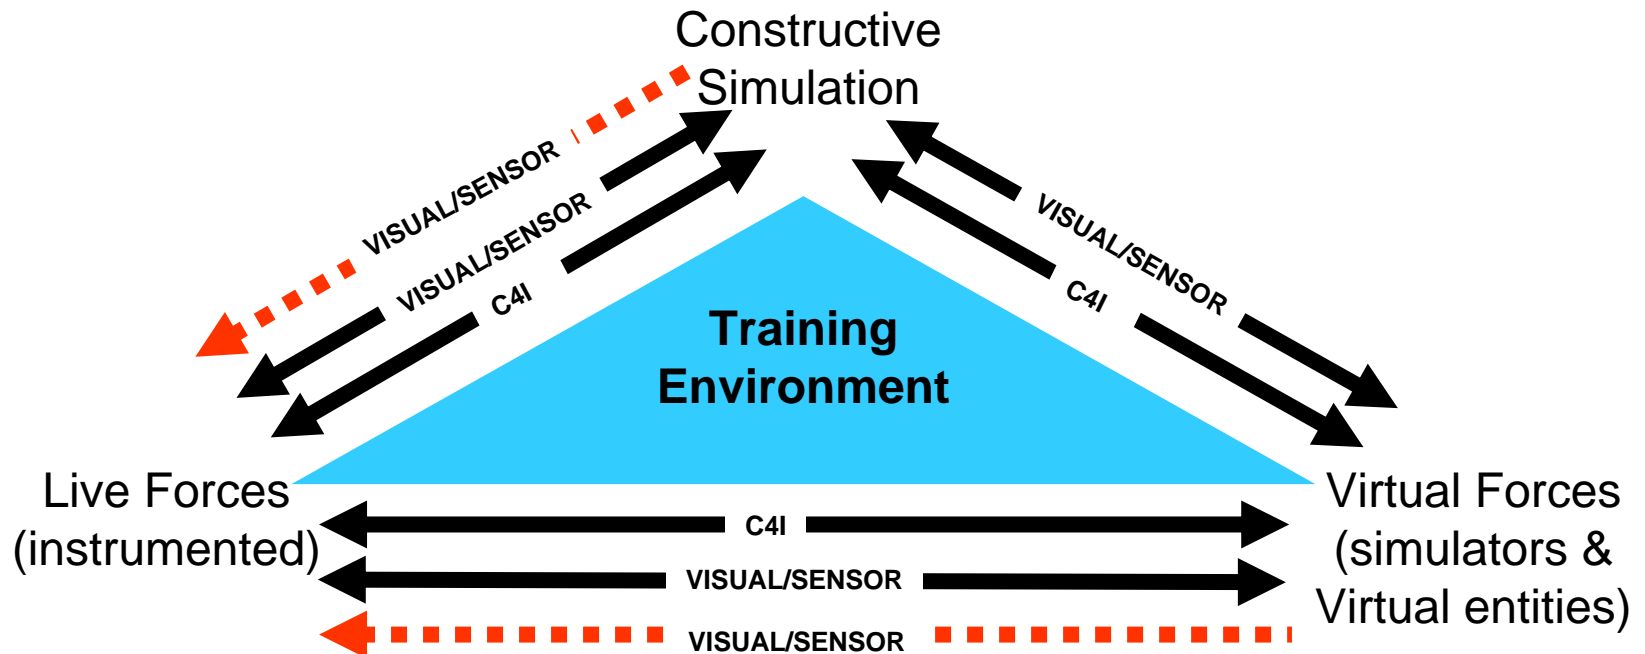 Constructive
Simulation
VISUAL/SENSOR
VISUAL/SENSOR
C4I
VISUAL/SENSOR
C4I
Training
Environment
Live Forces
(instrumented)
Virtual Forces
(simulators &
Virtual entities)
C4I
VISUAL/SENSOR
VISUAL/SENSOR